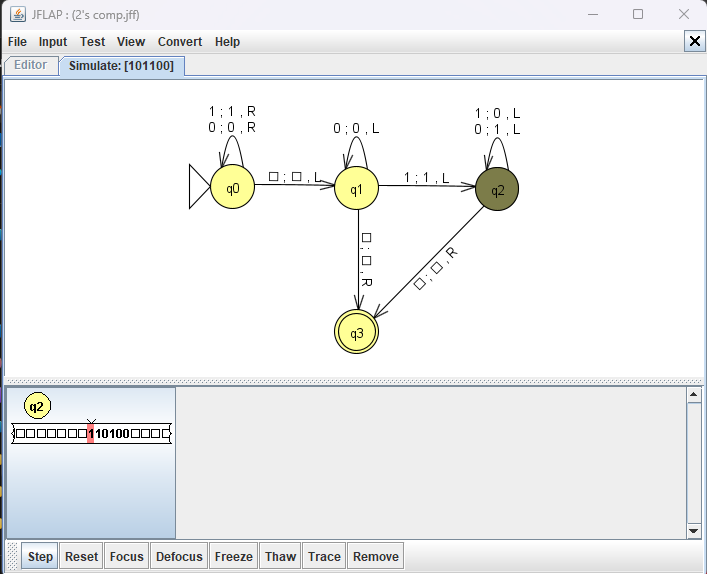 JFLAP : (2's comp.jff)
File Input Test View Convert Help
Editor Simulate: [101100]
1 ; 1 , R
0 ; 0 , R
0 ; 0 , L
1 ; 0 , L
0 ; 1 , L
□ ; □ , L
1 ; 1 , L
q0
q1
q2
□ ; □ , R
□ ; □ , R
q3
q2
□□□□□□□110100□□□□
Step Reset Focus Defocus Freeze Thaw Trace Remove